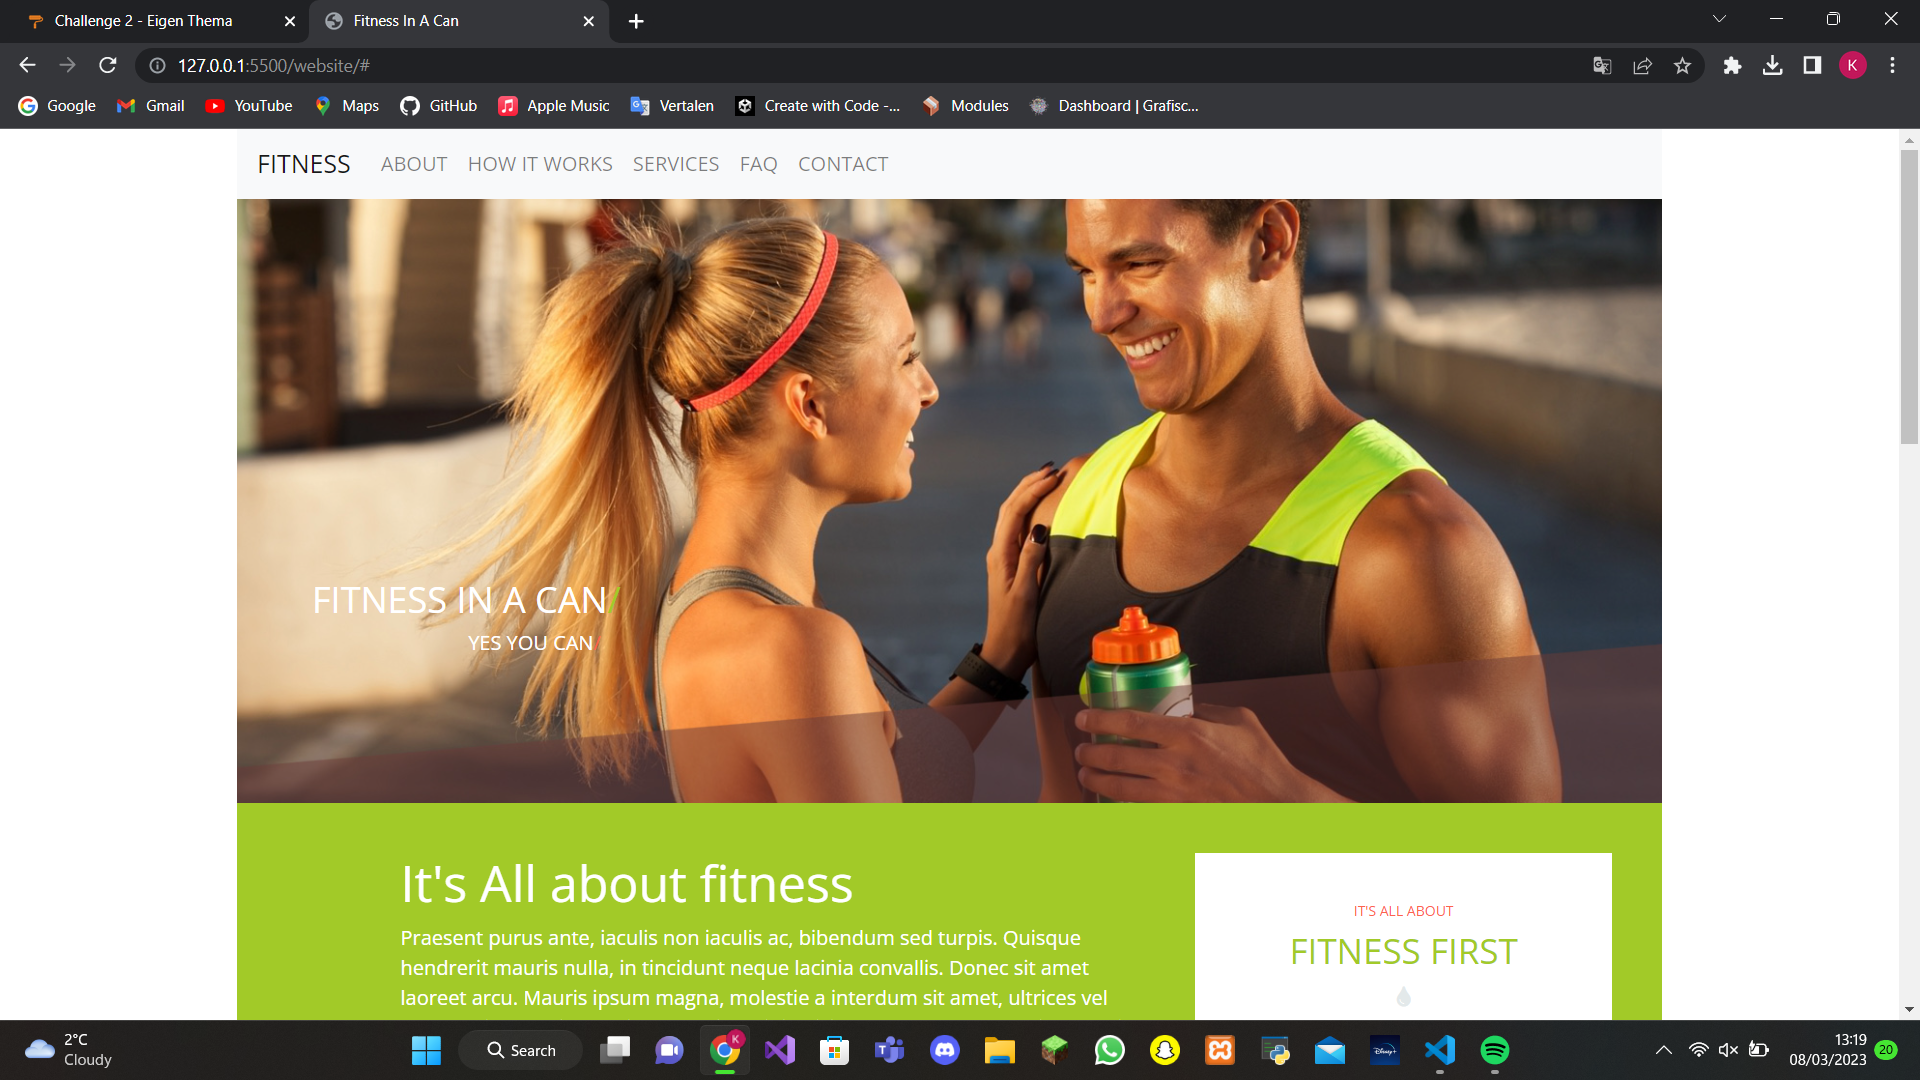 Challenge 2 - Eigen Thema
Fitness In A Can
127.0.0.1:5500/website/#
K
Google
Gmail
YouTube
Maps
GitHub
Apple Music
Vertalen
Create with Code -...
Modules
Dashboard | Grafisc...
FITNESS
ABOUT
HOW IT WORKS
SERVICES
FAQ
CONTACT
FITNESS IN A CAN/
YES YOU CAN
It's All about fitness
Praesent purus ante, iaculis non iaculis ac, bibendum sed turpis. Quisque
hendrerit mauris nulla, in tincidunt neque lacinia convallis. Donec sit amet
laoreet arcu. Mauris ipsum magna, molestie a interdum sit amet, ultrices vel
IT'S ALL ABOUT
FITNESS FIRST
2°C
Cloudy
Search
K
Disney+
13:19
08/03/2023
20